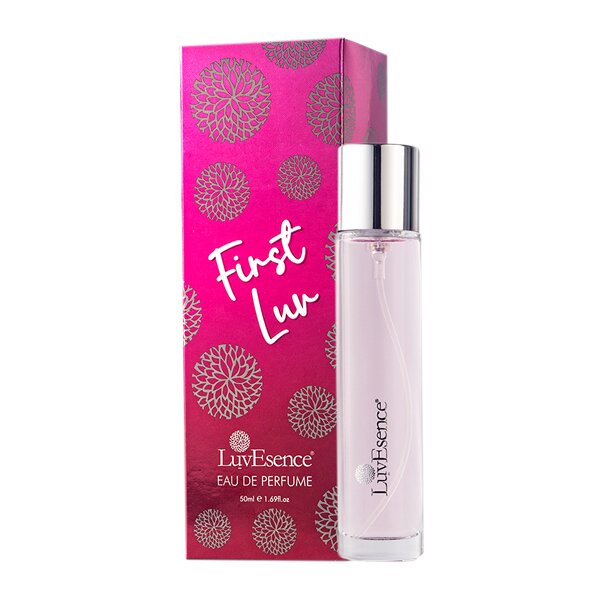 First
Luv
LuvEsence®
EAU DE PERFUME
50ml ℮ 1.69fl.oz
LuvEsence®